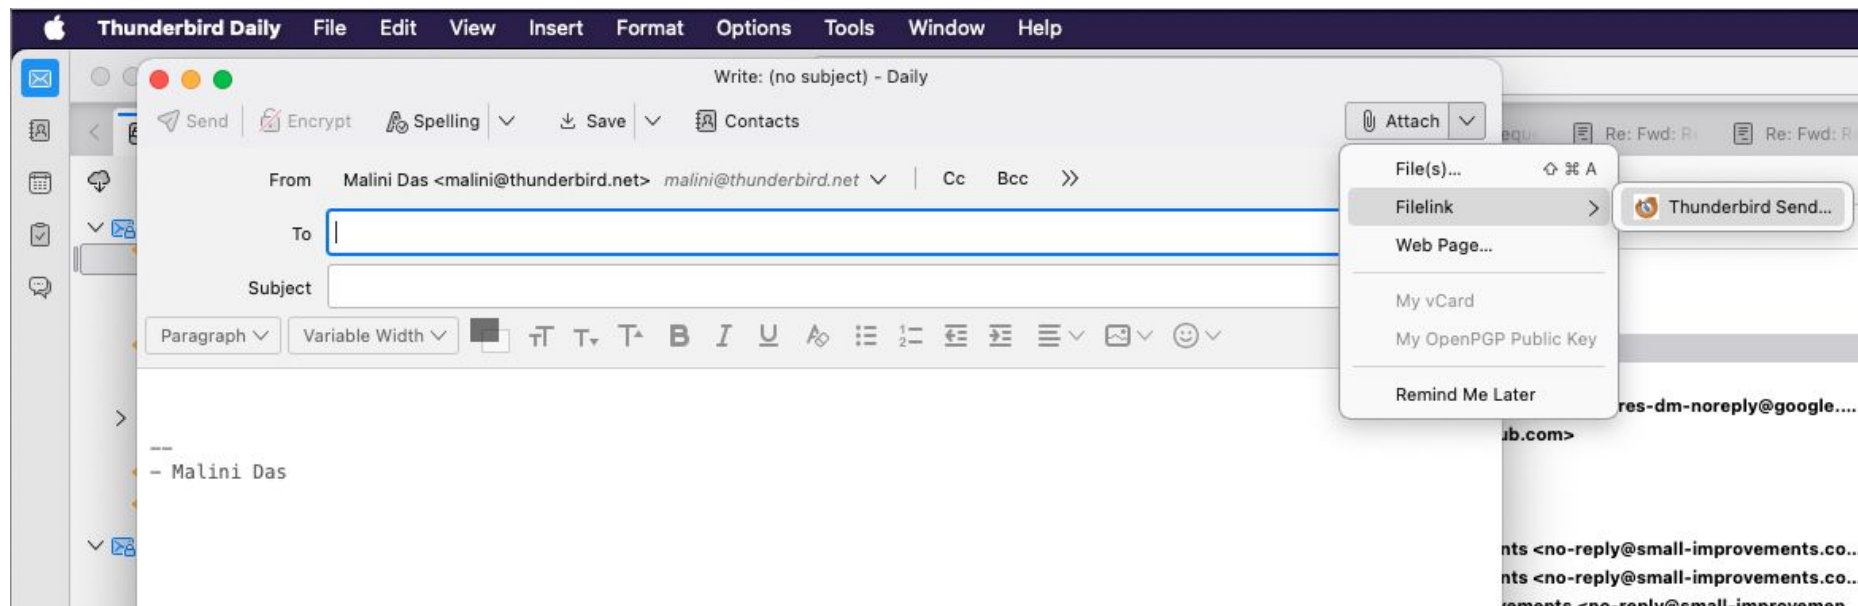 Thunderbird Daily File Edit View Insert Format Options Tools Window Help
Write: (no subject) - Daily
Send Encrypt Spelling Save Contacts Attach
Re: Fwd: Re: Fwd:
From Malini Das <malini@thunderbird.net> malini@thunderbird.net Cc Bcc
To
Subject
File(s)... ⇧ ⌘ A
Filelink
Thunderbird Send...
Web Page...
My vCard
My OpenPGP Public Key
Remind Me Later
Paragraph Variable Width
--
- Malini Das
res-dm-noreply@google....
ub.com>
nts <no-reply@small-improvements.co...
nts <no-reply@small-improvements.co...